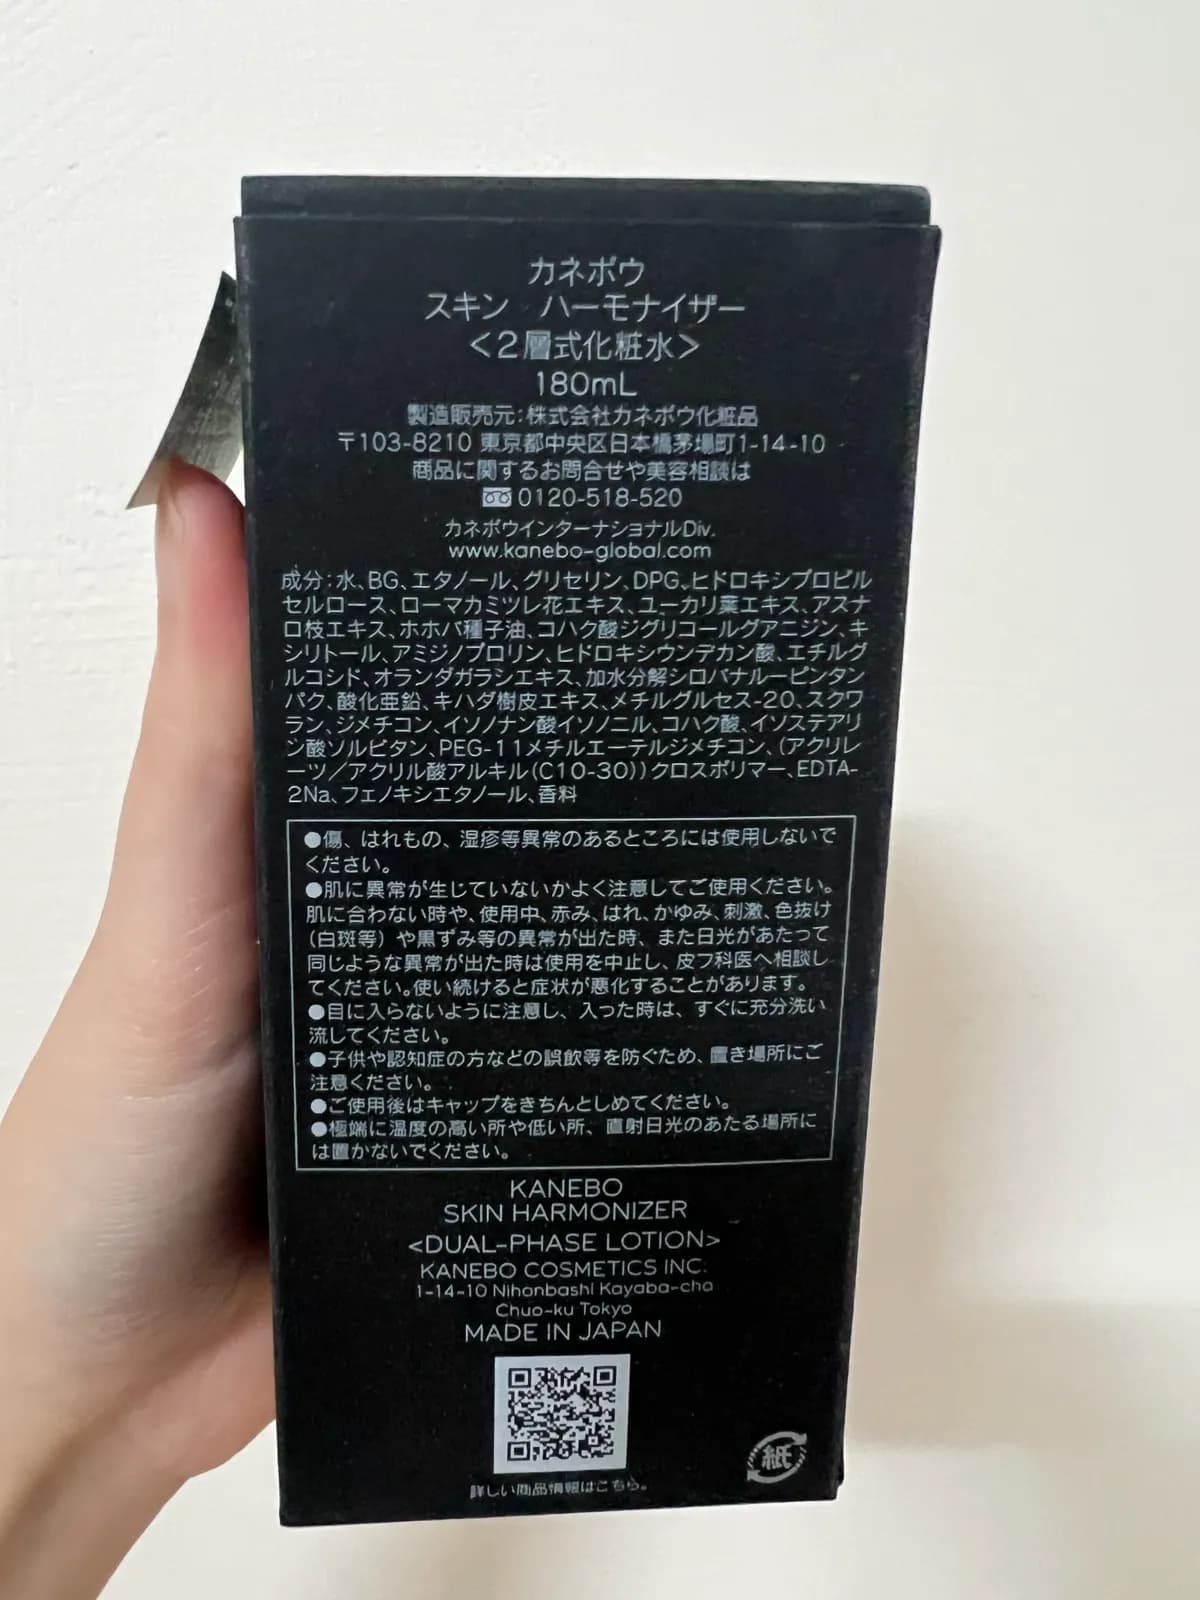 カネボウ
スキン ハーモナイザー
<2層式化粧水>
180mL
製造販売元:株式会社カネボウ化粧品
〒103-8210 東京都中央区日本橋茅場町1-14-10
商品に関するお問合せや美容相談は
0120-518-520
カネボウインターナショナルDiv.
www.kanebo-global.com
成分:水、BG、エタノール、グリセリン、DPG、ヒドロキシプロピル
セルロース、ローマカミツレ花エキス、ユーカリ葉エキス、アスナ
ロ枝エキス、ホホバ種子油、コハク酸ジグリコールグアニジン、キ
シリトール、アミジノプロリン、ヒドロキシウンデカン酸、エチルグ
ルコシド、オランダガラシエキス、加水分解シロバナルーピンタン
パク、酸化亜鉛、キハダ樹皮エキス、メチルグルセス-20、スクワ
ラン、ジメチコン、イソノナン酸イソノニル、コハク酸、イソステアリ
ン酸ソルビタン、PEG-11メチルエーテルジメチコン、(アクリレ
ーツ/アクリル酸アルキル(C10-30))クロスポリマー、EDTA-
2Na、フェノキシエタノール、香料
●傷、はれもの、湿疹等異常のあるところには使用しないで
ください。
●肌に異常が生じていないかよく注意してご使用ください。
肌に合わない時や、使用中、赤み、はれ、かゆみ、刺激、色抜け
(白斑等)や黒ずみ等の異常が出た時、また日光があたって
同じような異常が出た時は使用を中止し、皮フ科医へ相談し
てください。使い続けると症状が悪化することがあります。
●目に入らないように注意し、入った時は、すぐに充分洗い
流してください。
●子供や認知症の方などの誤飲等を防ぐため、置き場所にご
注意ください。
●ご使用後はキャップをきちんとしめてください。
●極端に温度の高い所や低い所、直射日光のあたる場所に
は置かないでください。
KANEBO
SKIN HARMONIZER
<DUAL-PHASE LOTION>
KANEBO COSMETICS INC.
1-14-10 Nihonbashi Kayaba-cho
Chuo-ku Tokyo
MADE IN JAPAN
紙
詳しい商品情報はこちら。